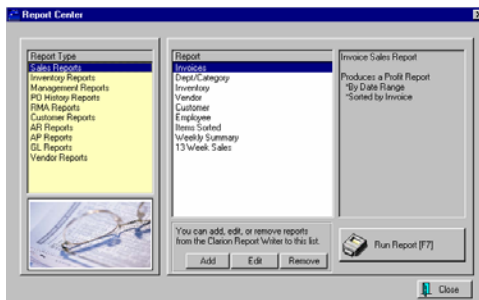 Report Center
Report Type
Sales Reports
Inventory Reports
Management Reports
PO History Reports
RMA Reports
Customer Reports
AR Reports
AP Reports
GL Reports
Vendor Reports
Report
Invoices
Dept/Category
Inventory
Vendor
Customer
Employee
Items Sorted
Weekly Summary
13 Week Sales
Invoice Sales Report
Produces a Profit Report
*By Date Range
*Sorted by Invoice
You can add, edit, or remove reports
from the Clarion Report Writer to this list.
Add
Edit
Remove
Run Report [F7]
Close